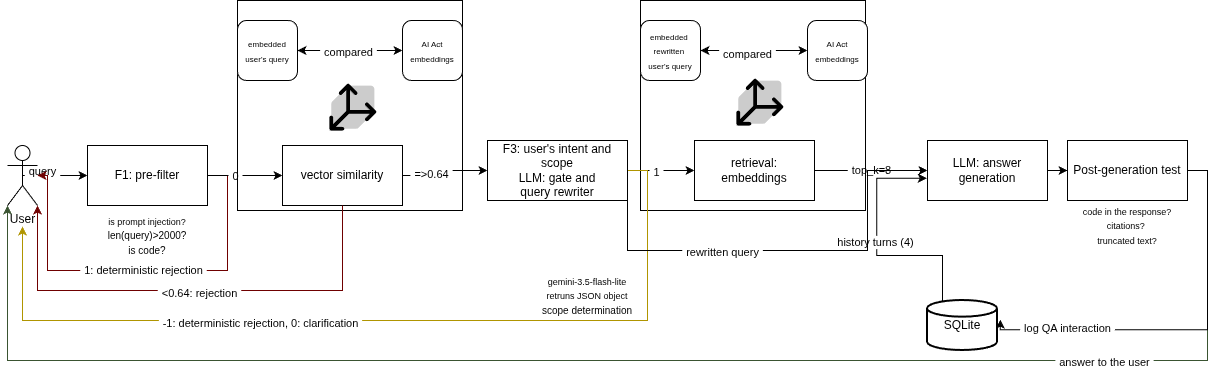 embedded
user's query
compared
AI Act
embeddings
embedded
rewritten
user's query
compared
AI Act
embeddings
query
User
F1: pre-filter
is prompt injection?
len(query)>2000?
is code?
0
vector similarity
=>0.64
F3: user's intent and
scope
LLM: gate and
query rewriter
1
retrieval:
embeddings
top_k=8
LLM: answer
generation
Post-generation test
code in the response?
citations?
truncated text?
history turns (4)
rewritten query
1: deterministic rejection
<0.64: rejection
gemini-3.5-flash-lite
retruns JSON object
scope determination
-1: deterministic rejection, 0: clarification
SQLite
log QA interaction
answer to the user